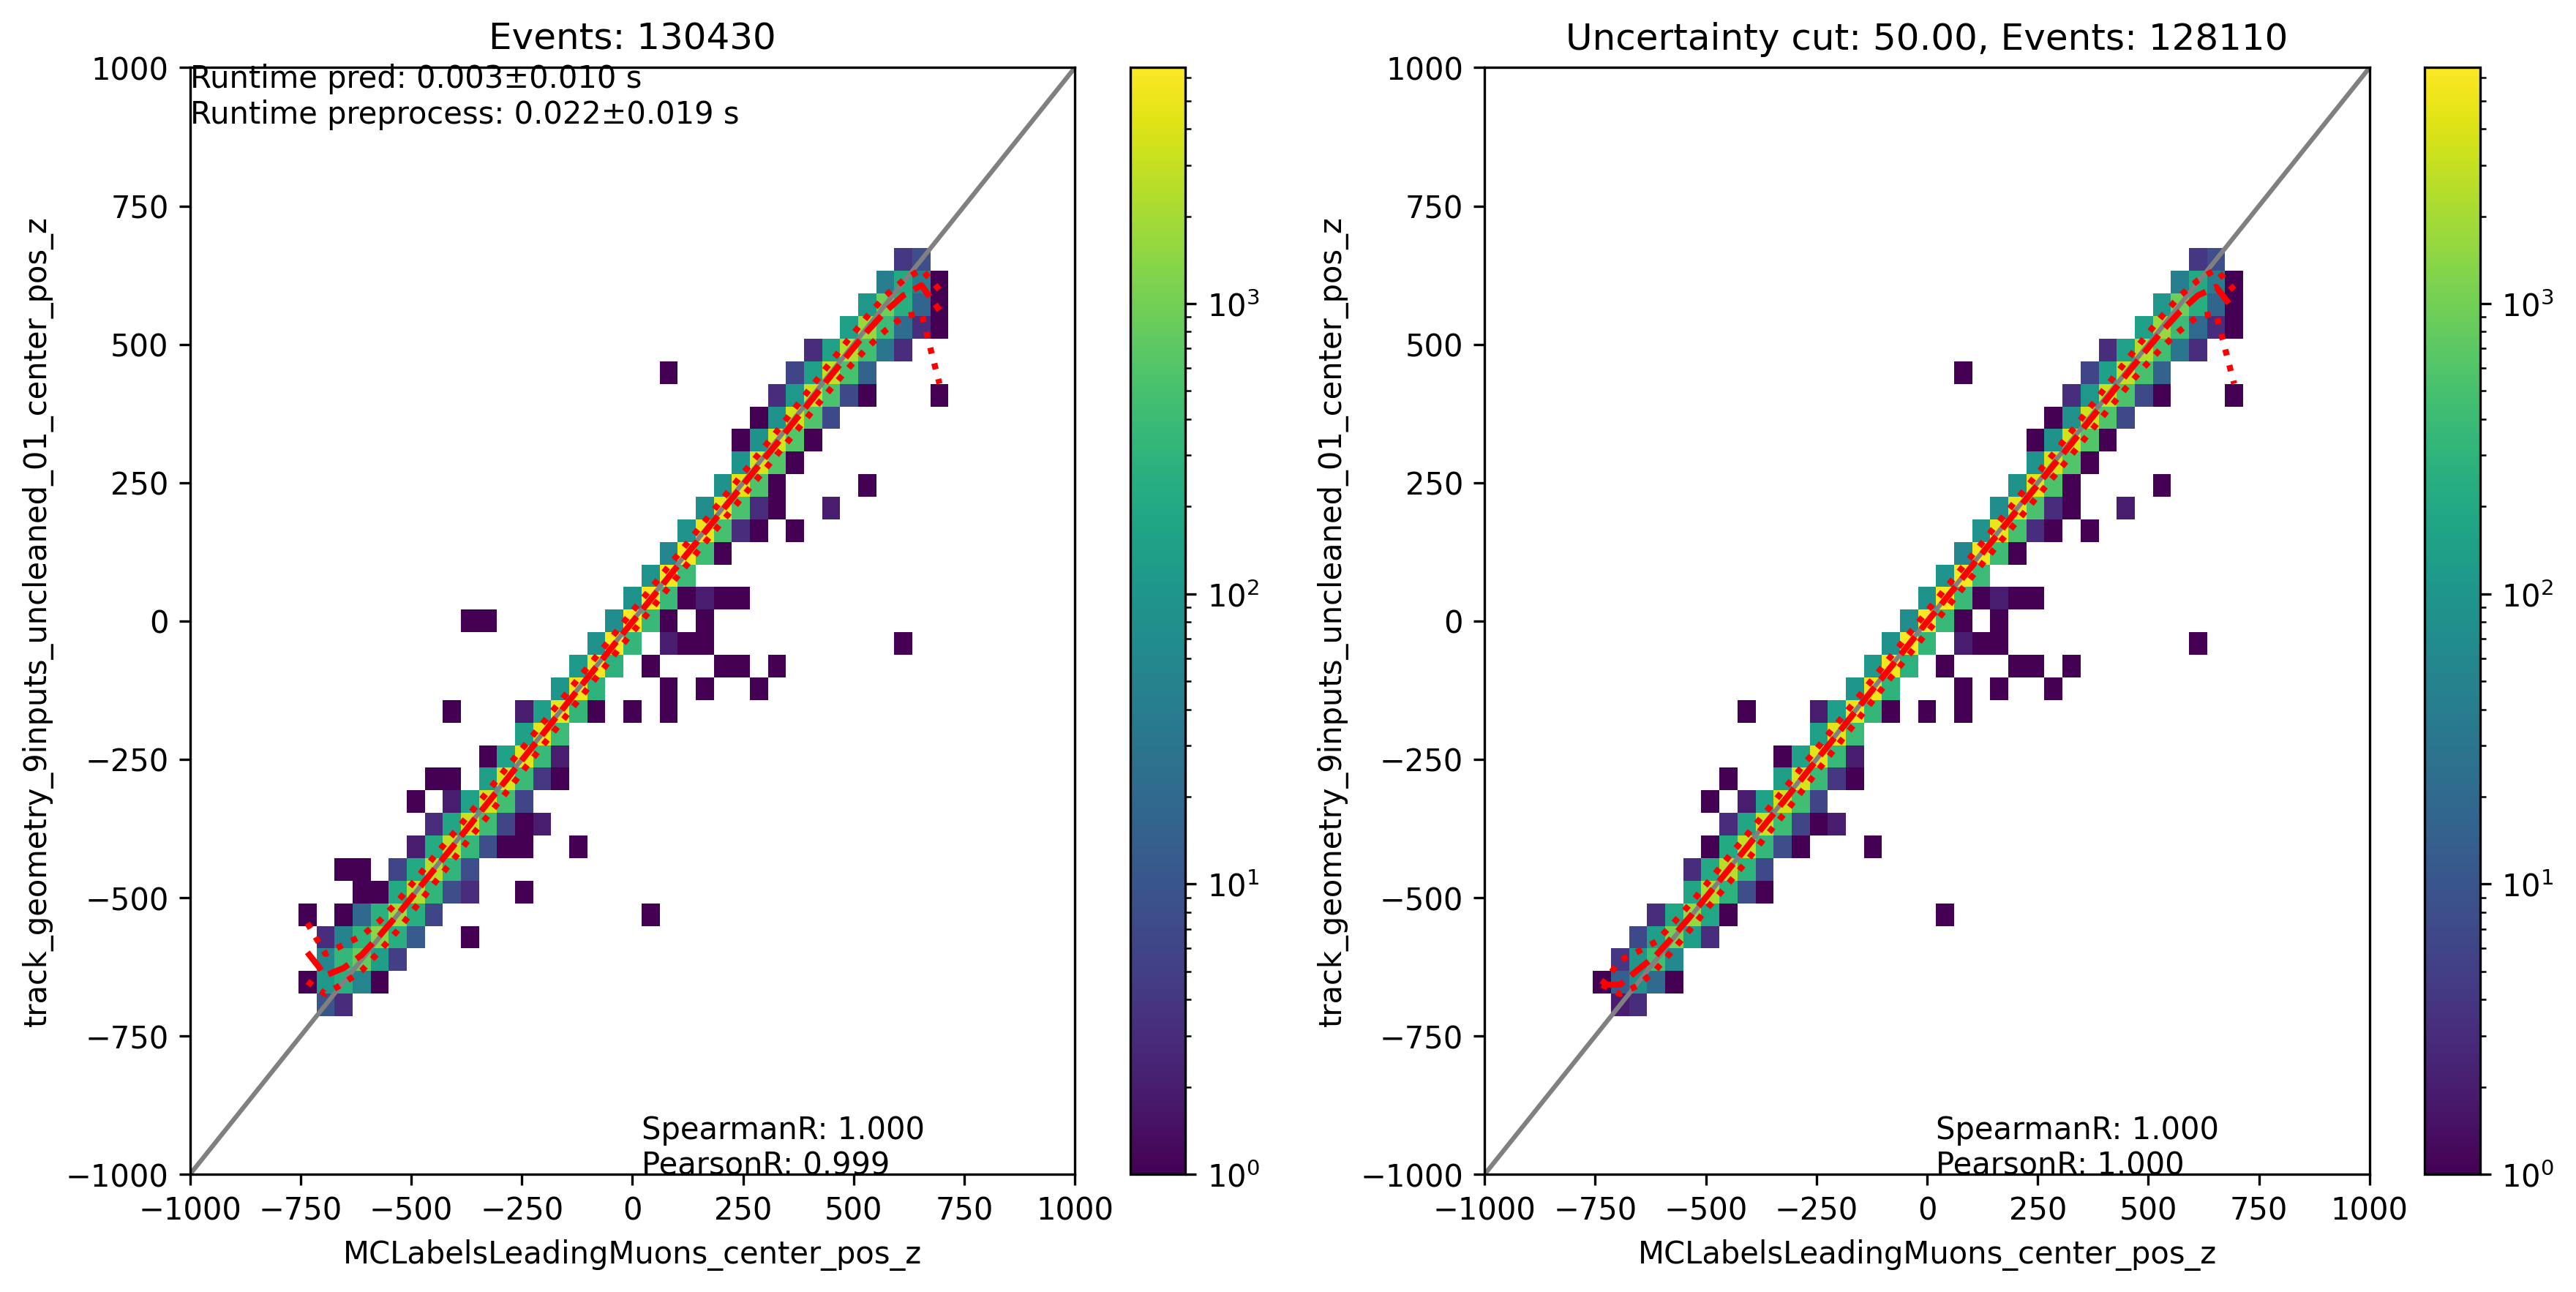 Events: 130430
Runtime pred: 0.003±0.010 s
Runtime preprocess: 0.022±0.019 s
track_geometry_9inputs_uncleaned_01_center_pos_z
1000
750
500
250
0
−250
−500
−750
−1000
SpearmanR: 1.000
PearsonR: 0.999
−1000 −750 −500 −250 0 250 500 750 1000
MCLabelsLeadingMuons_center_pos_z
10³
10²
10¹
10⁰
Uncertainty cut: 50.00, Events: 128110
track_geometry_9inputs_uncleaned_01_center_pos_z
1000
750
500
250
0
−250
−500
−750
−1000
SpearmanR: 1.000
PearsonR: 1.000
−1000 −750 −500 −250 0 250 500 750 1000
MCLabelsLeadingMuons_center_pos_z
10³
10²
10¹
10⁰